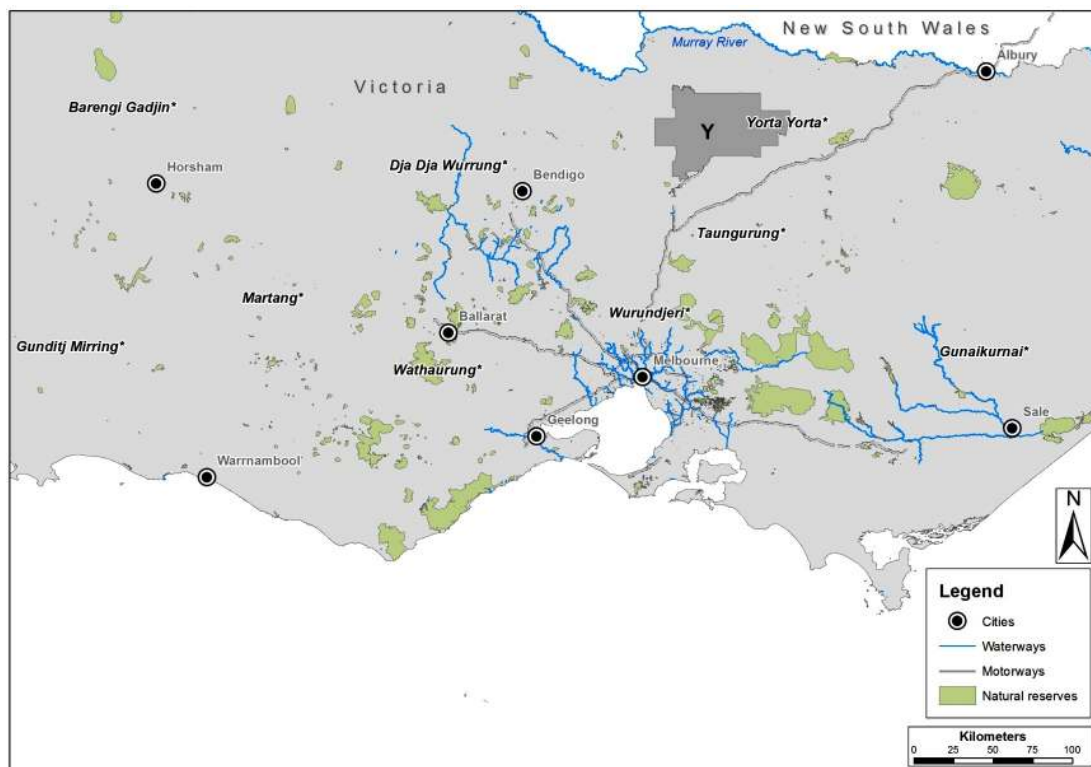 New South Wales
Murray River
Albury
Victoria
Barengi Gadjin*
Yorta Yorta*
Y
Horsham
Dja Dja Wurrung*
Bendigo
Taungurung*
Martang*
Ballarat
Wurundjeri*
Gunditj Mirring*
Wathaurung*
Melbourne
Gunaikurnai*
Geelong
Sale
Warrnambool
N
Legend
Cities
Waterways
Motorways
Natural reserves
Kilometers
0 25 50 75 100